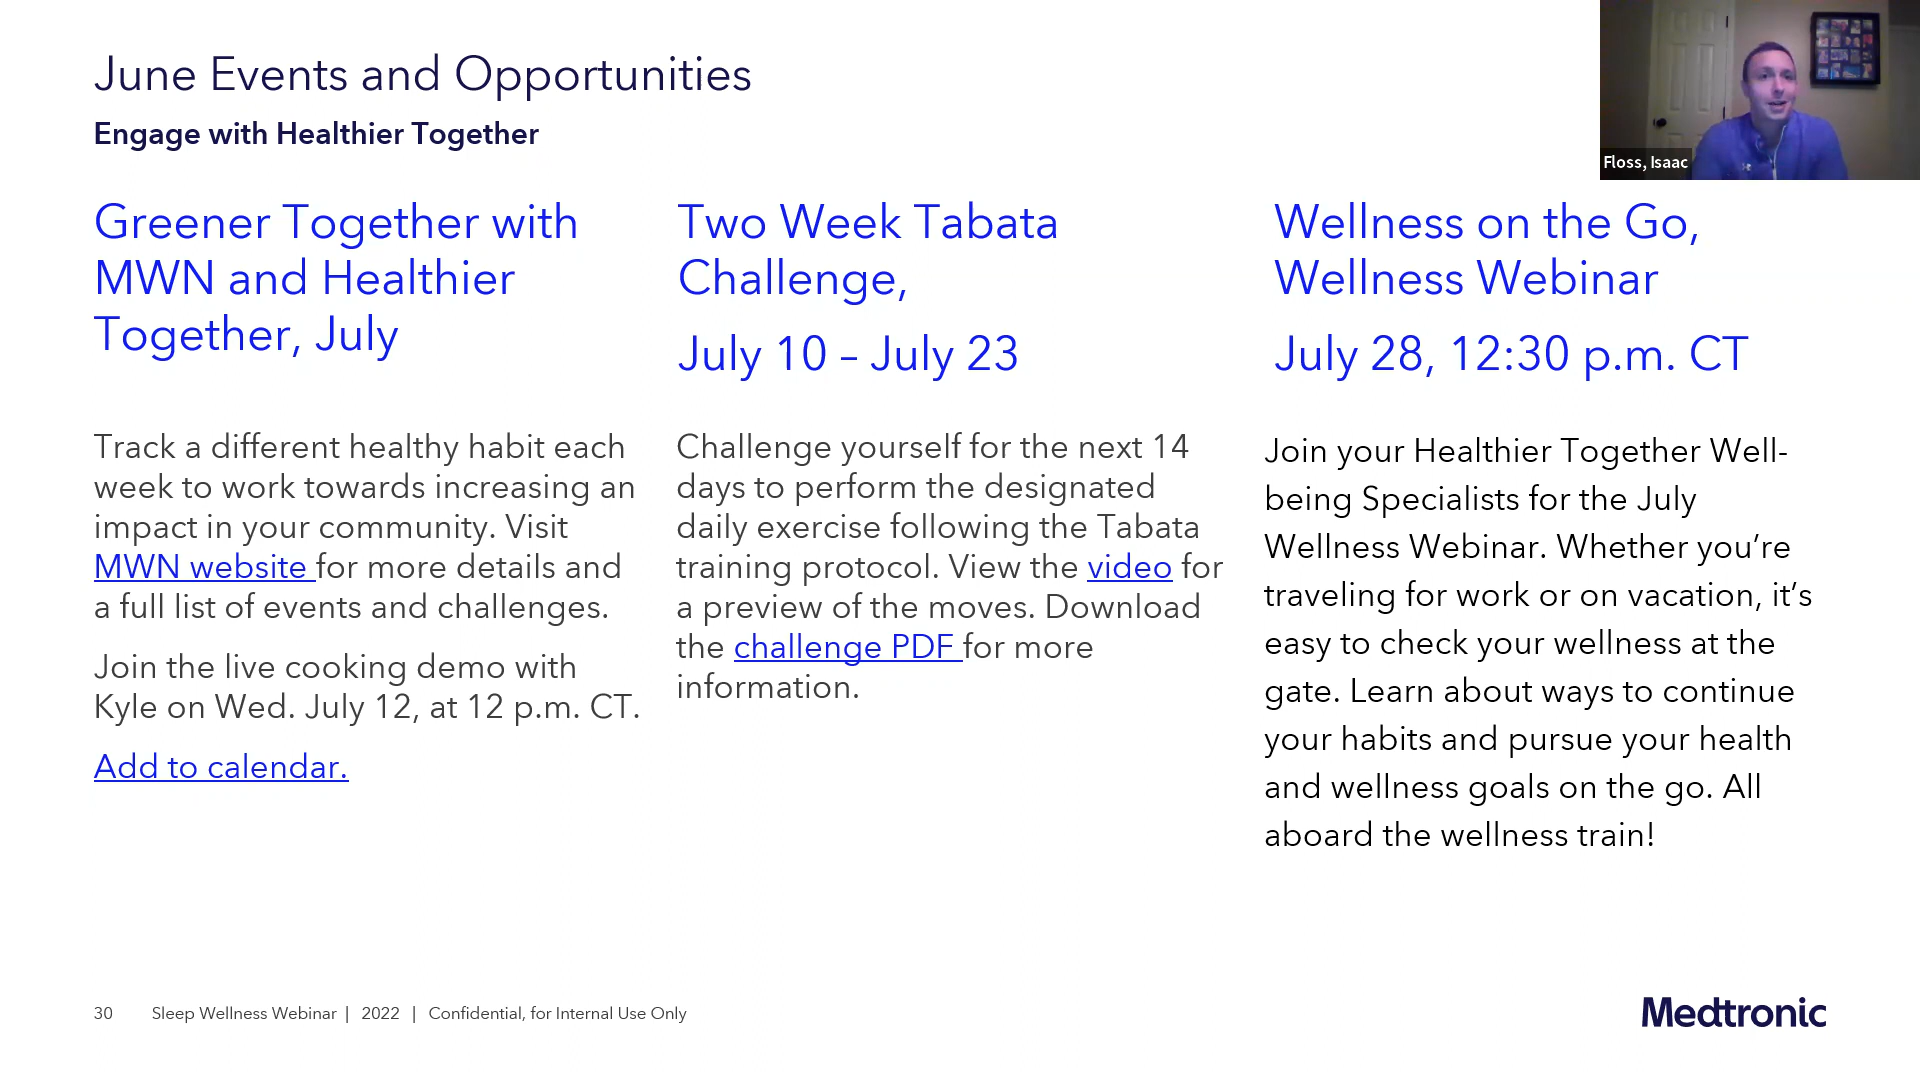 June Events and Opportunities
Engage with Healthier Together
Floss, Isaac
Greener Together with
MWN and Healthier
Together, July
Track a different healthy habit each
week to work towards increasing an
impact in your community. Visit
MWN website for more details and
a full list of events and challenges.
Join the live cooking demo with
Kyle on Wed. July 12, at 12 p.m. CT.
Add to calendar.
Two Week Tabata
Challenge,
July 10 – July 23
Challenge yourself for the next 14
days to perform the designated
daily exercise following the Tabata
training protocol. View the video for
a preview of the moves. Download
the challenge PDF for more
information.
Wellness on the Go,
Wellness Webinar
July 28, 12:30 p.m. CT
Join your Healthier Together Well-
being Specialists for the July
Wellness Webinar. Whether you’re
traveling for work or on vacation, it’s
easy to check your wellness at the
gate. Learn about ways to continue
your habits and pursue your health
and wellness goals on the go. All
aboard the wellness train!
30 Sleep Wellness Webinar | 2022 | Confidential, for Internal Use Only
Medtronic